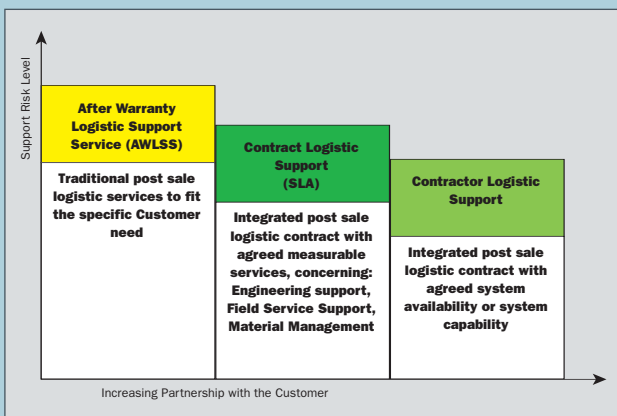 Support Risk Level
After Warranty
Logistic Support
Service (AWLSS)
Traditional post sale
logistic services to fit
the specific Customer
need
Contract Logistic
Support
(SLA)
Integrated post sale
logistic contract with
agreed measurable
services, concerning:
Engineering support,
Field Service Support,
Material Management
Contractor Logistic
Support
Integrated post sale
logistic contract with
agreed system
availability or system
capability
Increasing Partnership with the Customer